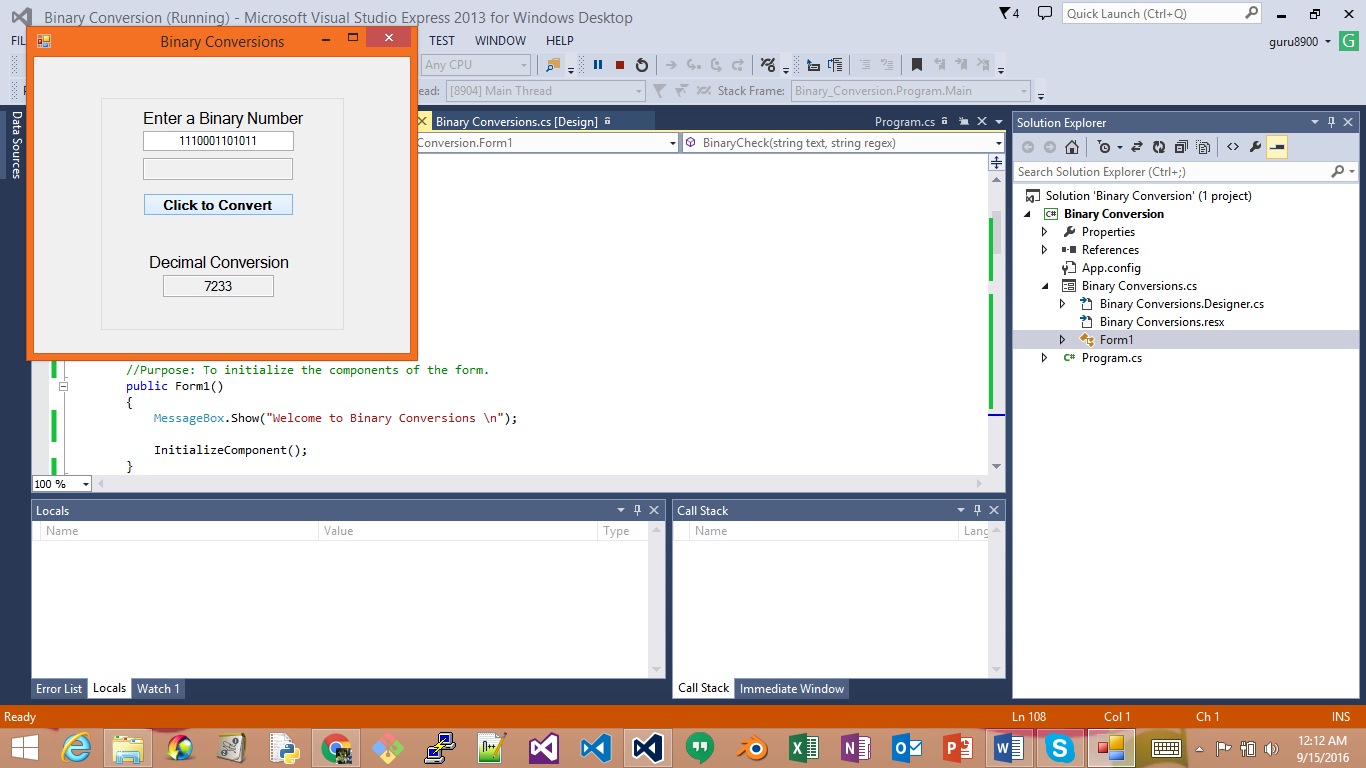 Binary Conversion (Running) - Microsoft Visual Studio Express 2013 for Windows Desktop
4
Quick Launch (Ctrl+Q)
Binary Conversions
TEST WINDOW HELP
guru8900
G
Any CPU
[8904] Main Thread
Stack Frame:
Binary_Conversion.Program.Main
Data Sources
Enter a Binary Number
1110001101011
Click to Convert
Decimal Conversion
7233
Binary Conversions.cs [Design]
Program.cs
Conversion.Form1
BinaryCheck(string text, string regex)
//Purpose: To initialize the components of the form.
public Form1()
{
MessageBox.Show("Welcome to Binary Conversions \n");
InitializeComponent();
}
100 %
Solution Explorer
Search Solution Explorer (Ctrl+;)
Solution 'Binary Conversion' (1 project)
Binary Conversion
Properties
References
App.config
Binary Conversions.cs
Binary Conversions.Designer.cs
Binary Conversions.resx
Form1
Program.cs
Locals
Name Value Type
Error List Locals Watch 1
Call Stack
Name Lang
Call Stack Immediate Window
Ready
Ln 108 Col 1 Ch 1 INS
12:12 AM
9/15/2016